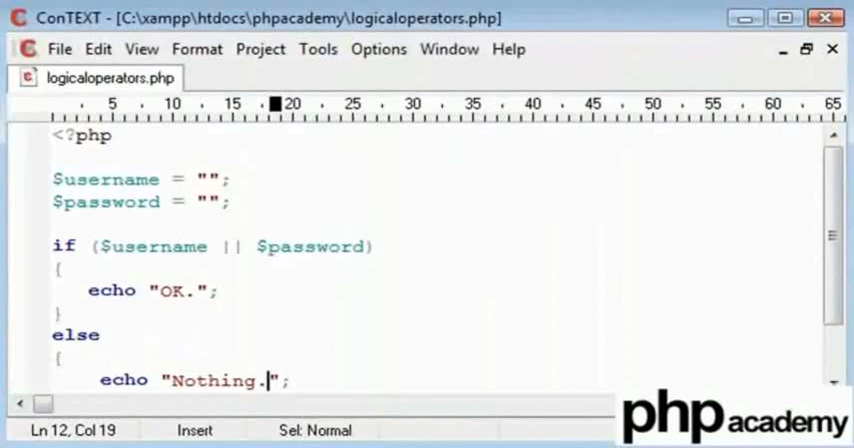 ConTEXT - [C:\xampp\htdocs\phpacademy\logicaloperators.php]
File Edit View Format Project Tools Options Window Help
logicaloperators.php
5 10 15 20 25 30 35 40 45 50 55 60 65
<?php
$username = "";
$password = "";
if ($username || $password)
{
echo "OK.";
}
else
{
echo "Nothing.";
Ln 12, Col 19 Insert Sel: Normal
php academy